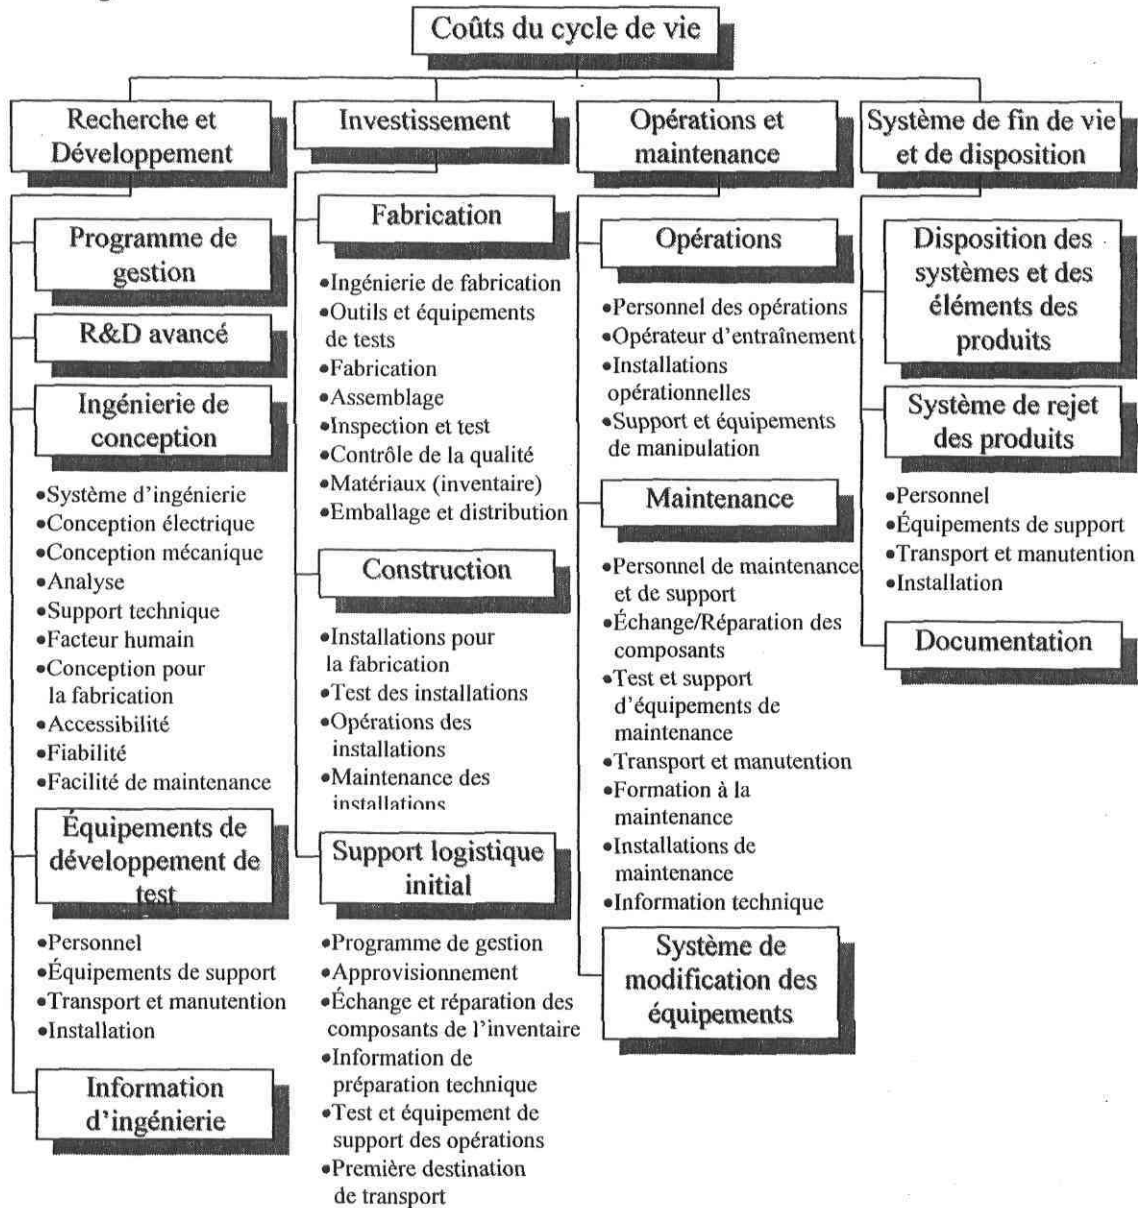 Coûts du cycle de vie
Recherche et
Développement
Programme de
gestion
R&D avancé
Ingénierie de
conception
•Système d'ingénierie
•Conception électrique
•Conception mécanique
•Analyse
•Support technique
•Facteur humain
•Conception pour
la fabrication
•Accessibilité
•Fiabilité
•Facilité de maintenance
Équipements de
développement de
test
•Personnel
•Équipements de support
•Transport et manutention
•Installation
Information
d'ingénierie
Investissement
Fabrication
•Ingénierie de fabrication
•Outils et équipements
de tests
•Fabrication
•Assemblage
•Inspection et test
•Contrôle de la qualité
•Matériaux (inventaire)
•Emballage et distribution
Construction
•Installations pour
la fabrication
•Test des installations
•Opérations des
installations
•Maintenance des
installations
Support logistique
initial
•Programme de gestion
•Approvisionnement
•Échange et réparation des
composants de l'inventaire
•Information de
préparation technique
•Test et équipement de
support des opérations
•Première destination
de transport
Opérations et
maintenance
Opérations
•Personnel des opérations
•Opérateur d'entraînement
•Installations
opérationnelles
•Support et équipements
de manipulation
Maintenance
•Personnel de maintenance
et de support
•Échange/Réparation des
composants
•Test et support
d'équipements de
maintenance
•Transport et manutention
•Formation à la
maintenance
•Installations de
maintenance
•Information technique
Système de
modification des
équipements
Système de fin de vie
et de disposition
Disposition des
systèmes et des
éléments des
produits
Système de rejet
des produits
•Personnel
•Équipements de support
•Transport et manutention
•Installation
Documentation